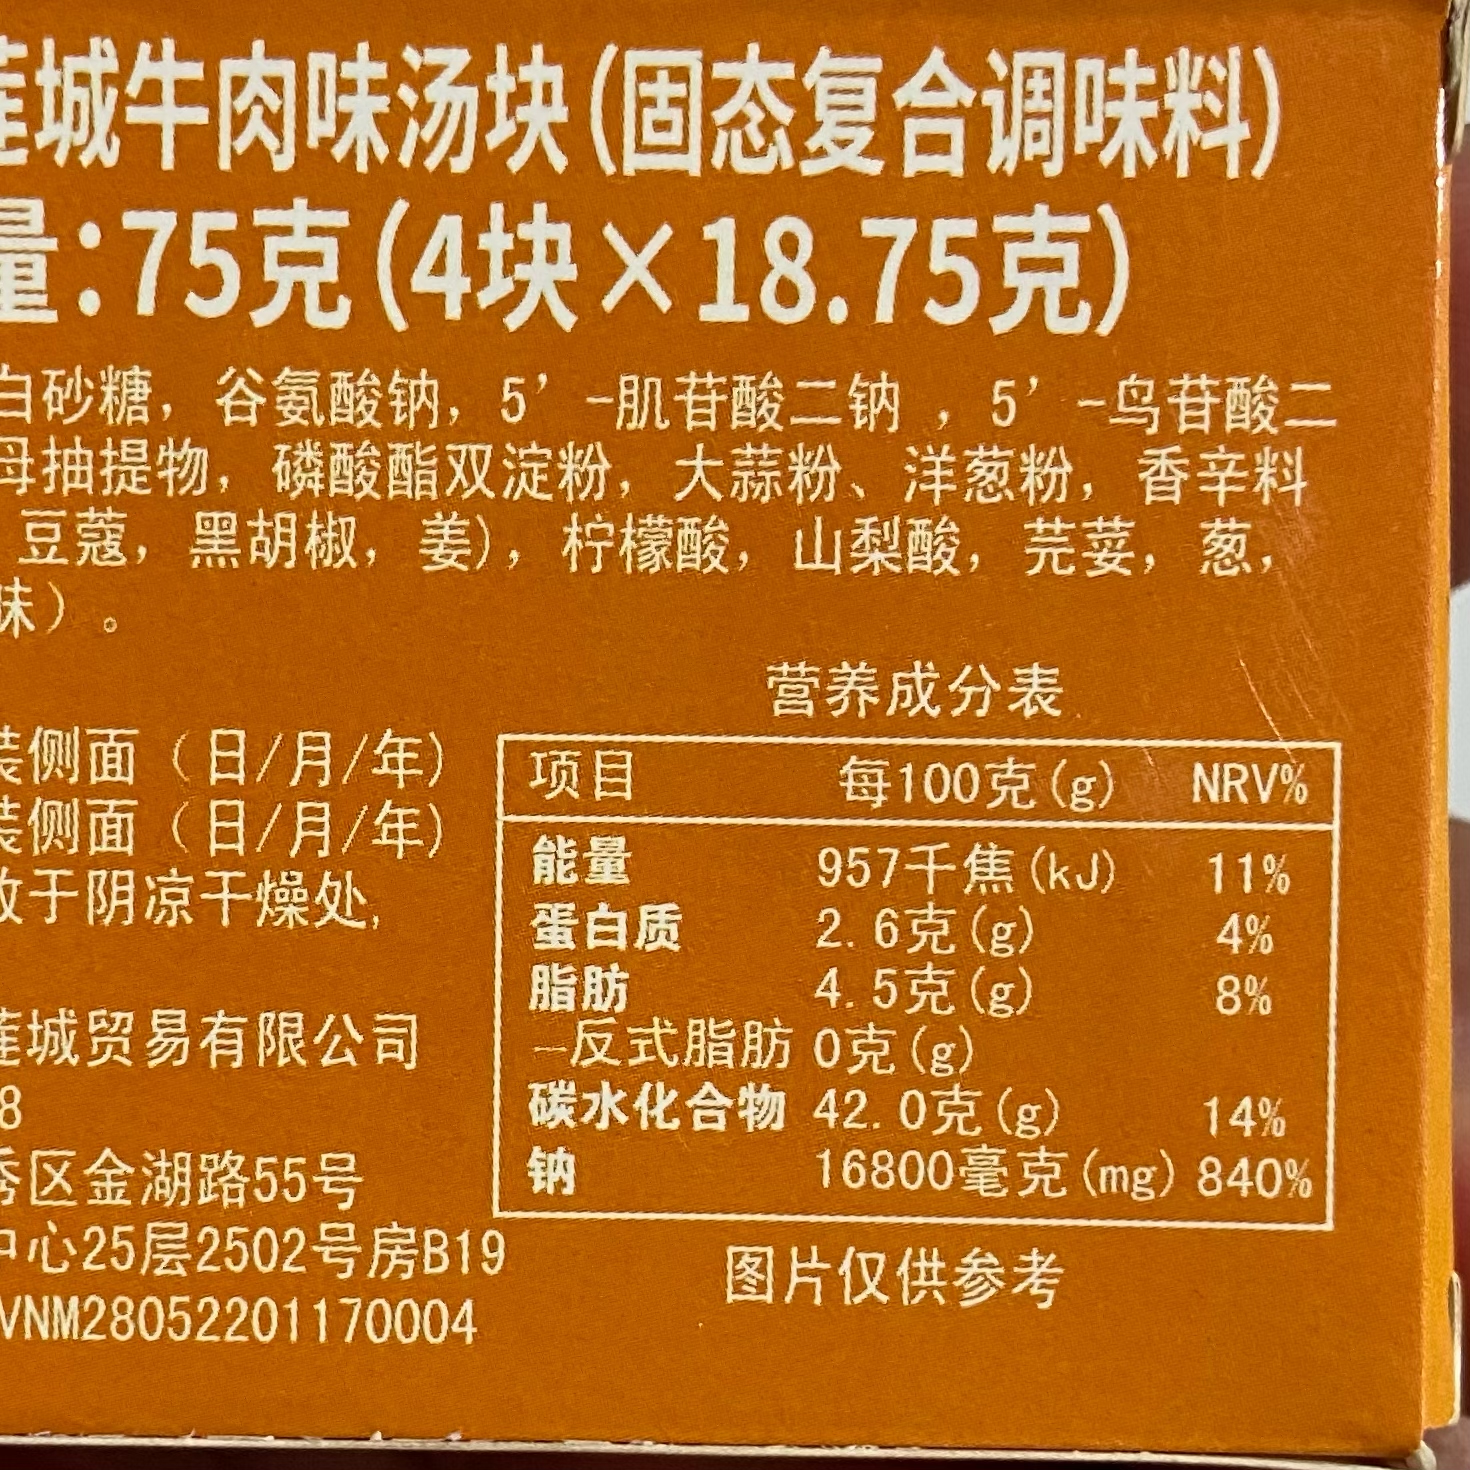 城牛肉味汤块(固态复合调味料)
量:75克(4块×18.75克)
白砂糖, 谷氨酸钠, 5’-肌苷酸二钠 , 5’-鸟苷酸二
母抽提物, 磷酸酯双淀粉, 大蒜粉、洋葱粉, 香辛料
豆蔻, 黑胡椒, 姜), 柠檬酸, 山梨酸, 芫荽, 葱,
味)。
营养成分表
项目 每100克(g) NRV%
能量 957千焦(kJ) 11%
蛋白质 2.6克(g) 4%
脂肪 4.5克(g) 8%
—反式脂肪 0克(g)
碳水化合物 42.0克(g) 14%
钠 16800毫克(mg) 840%
图片仅供参考
装侧面(日/月/年)
装侧面(日/月/年)
放于阴凉干燥处,
城贸易有限公司
8
秀区金湖路55号
中心25层2502号房B19
VNM28052201170004